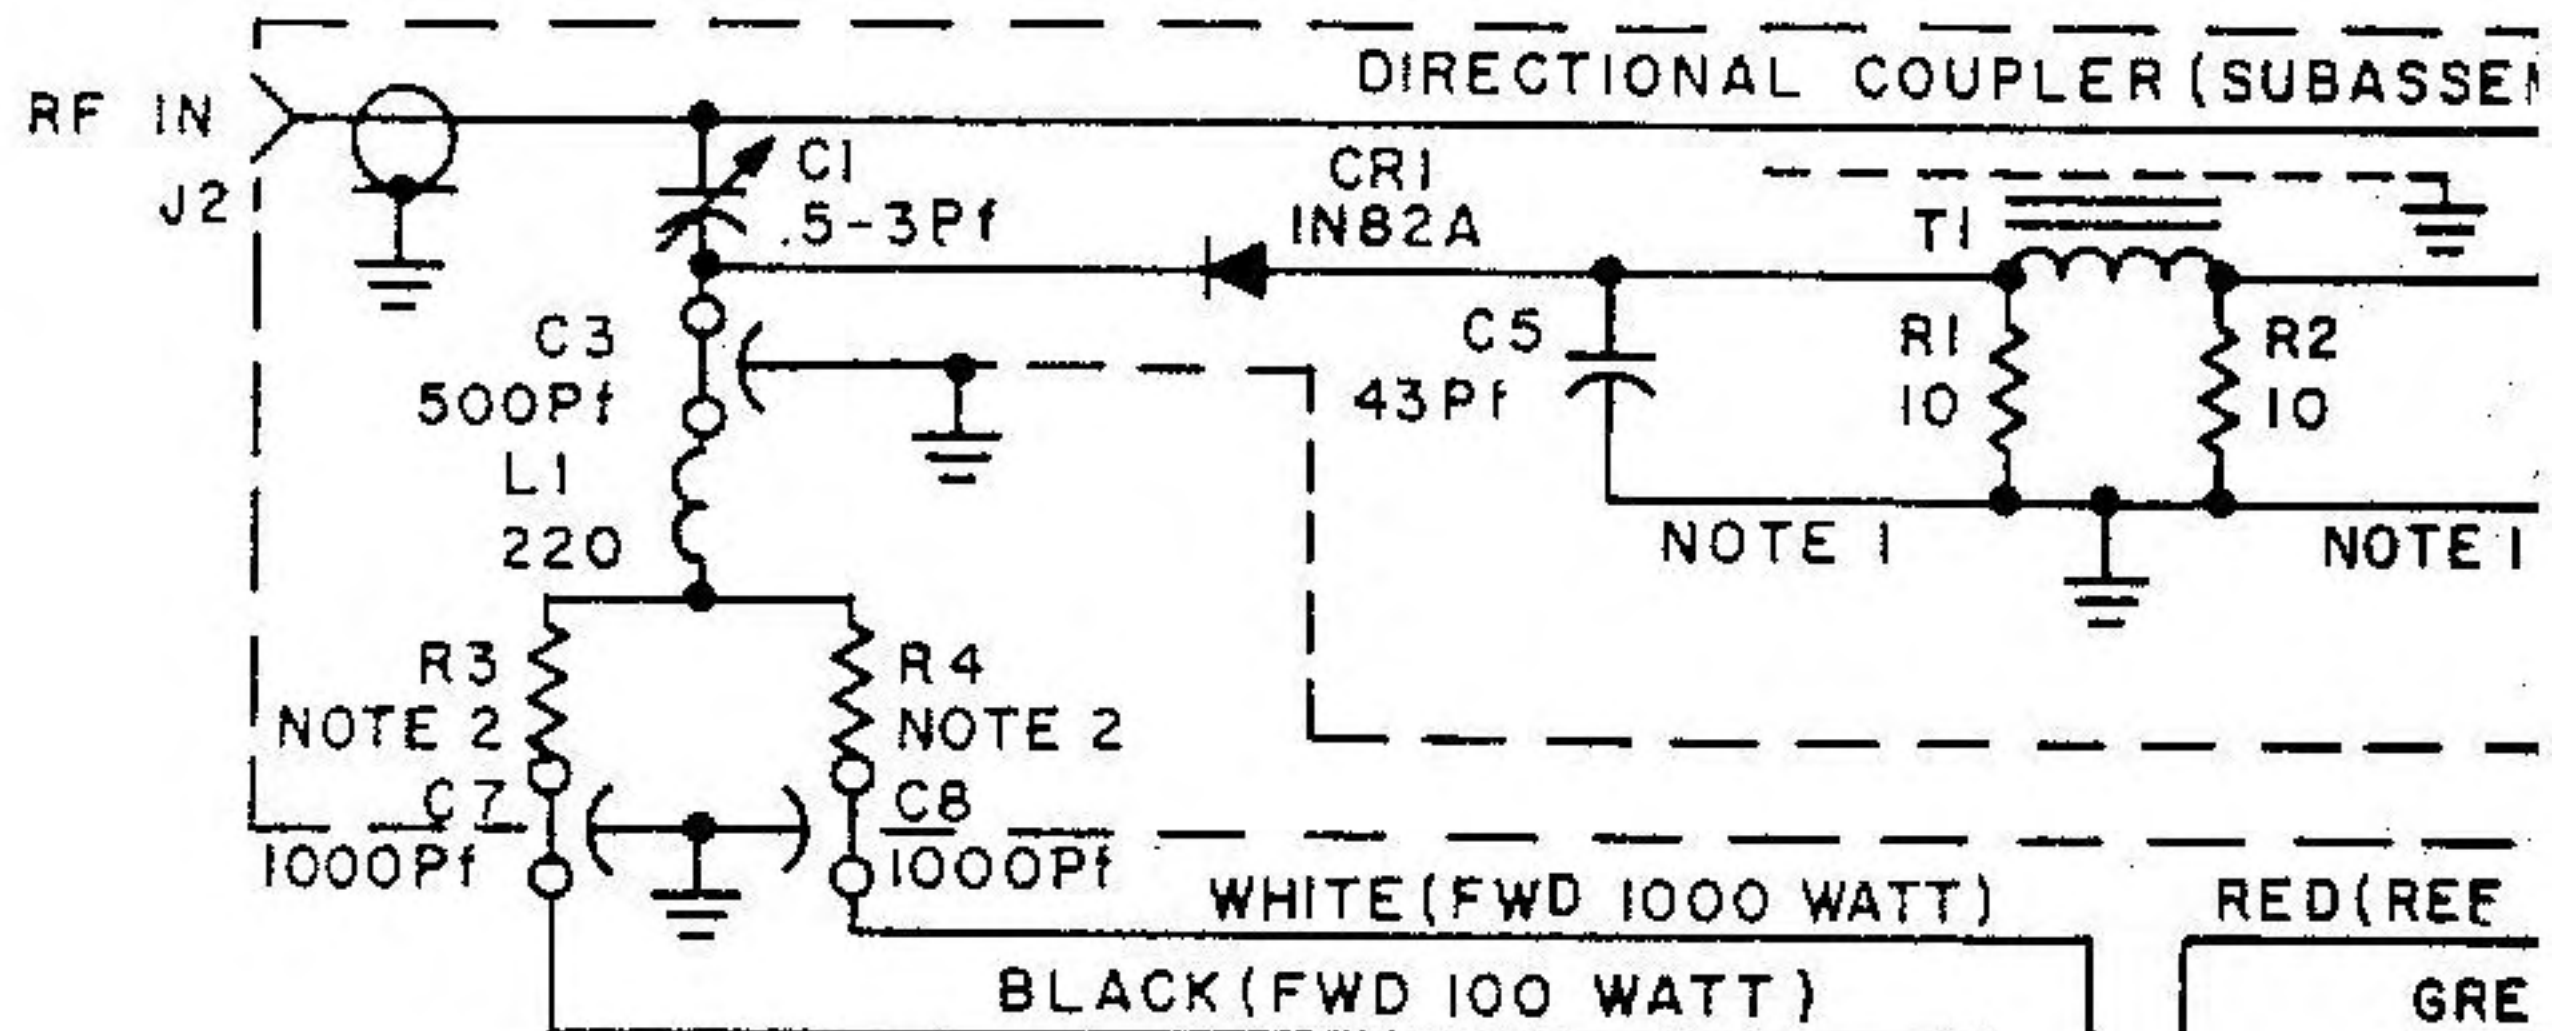 DIRECTIONAL COUPLER (SUBASSEM
RF IN
J2
C1
.5-3Pf
CR1
1N82A
T1
C3
500Pf
C5
43Pf
R1
10
R2
10
L1
220
NOTE 1
NOTE 1
R3
NOTE 2
R4
NOTE 2
C7
1000Pf
C8
1000Pf
WHITE (FWD 1000 WATT)
RED (REF
BLACK (FWD 100 WATT)
GRE